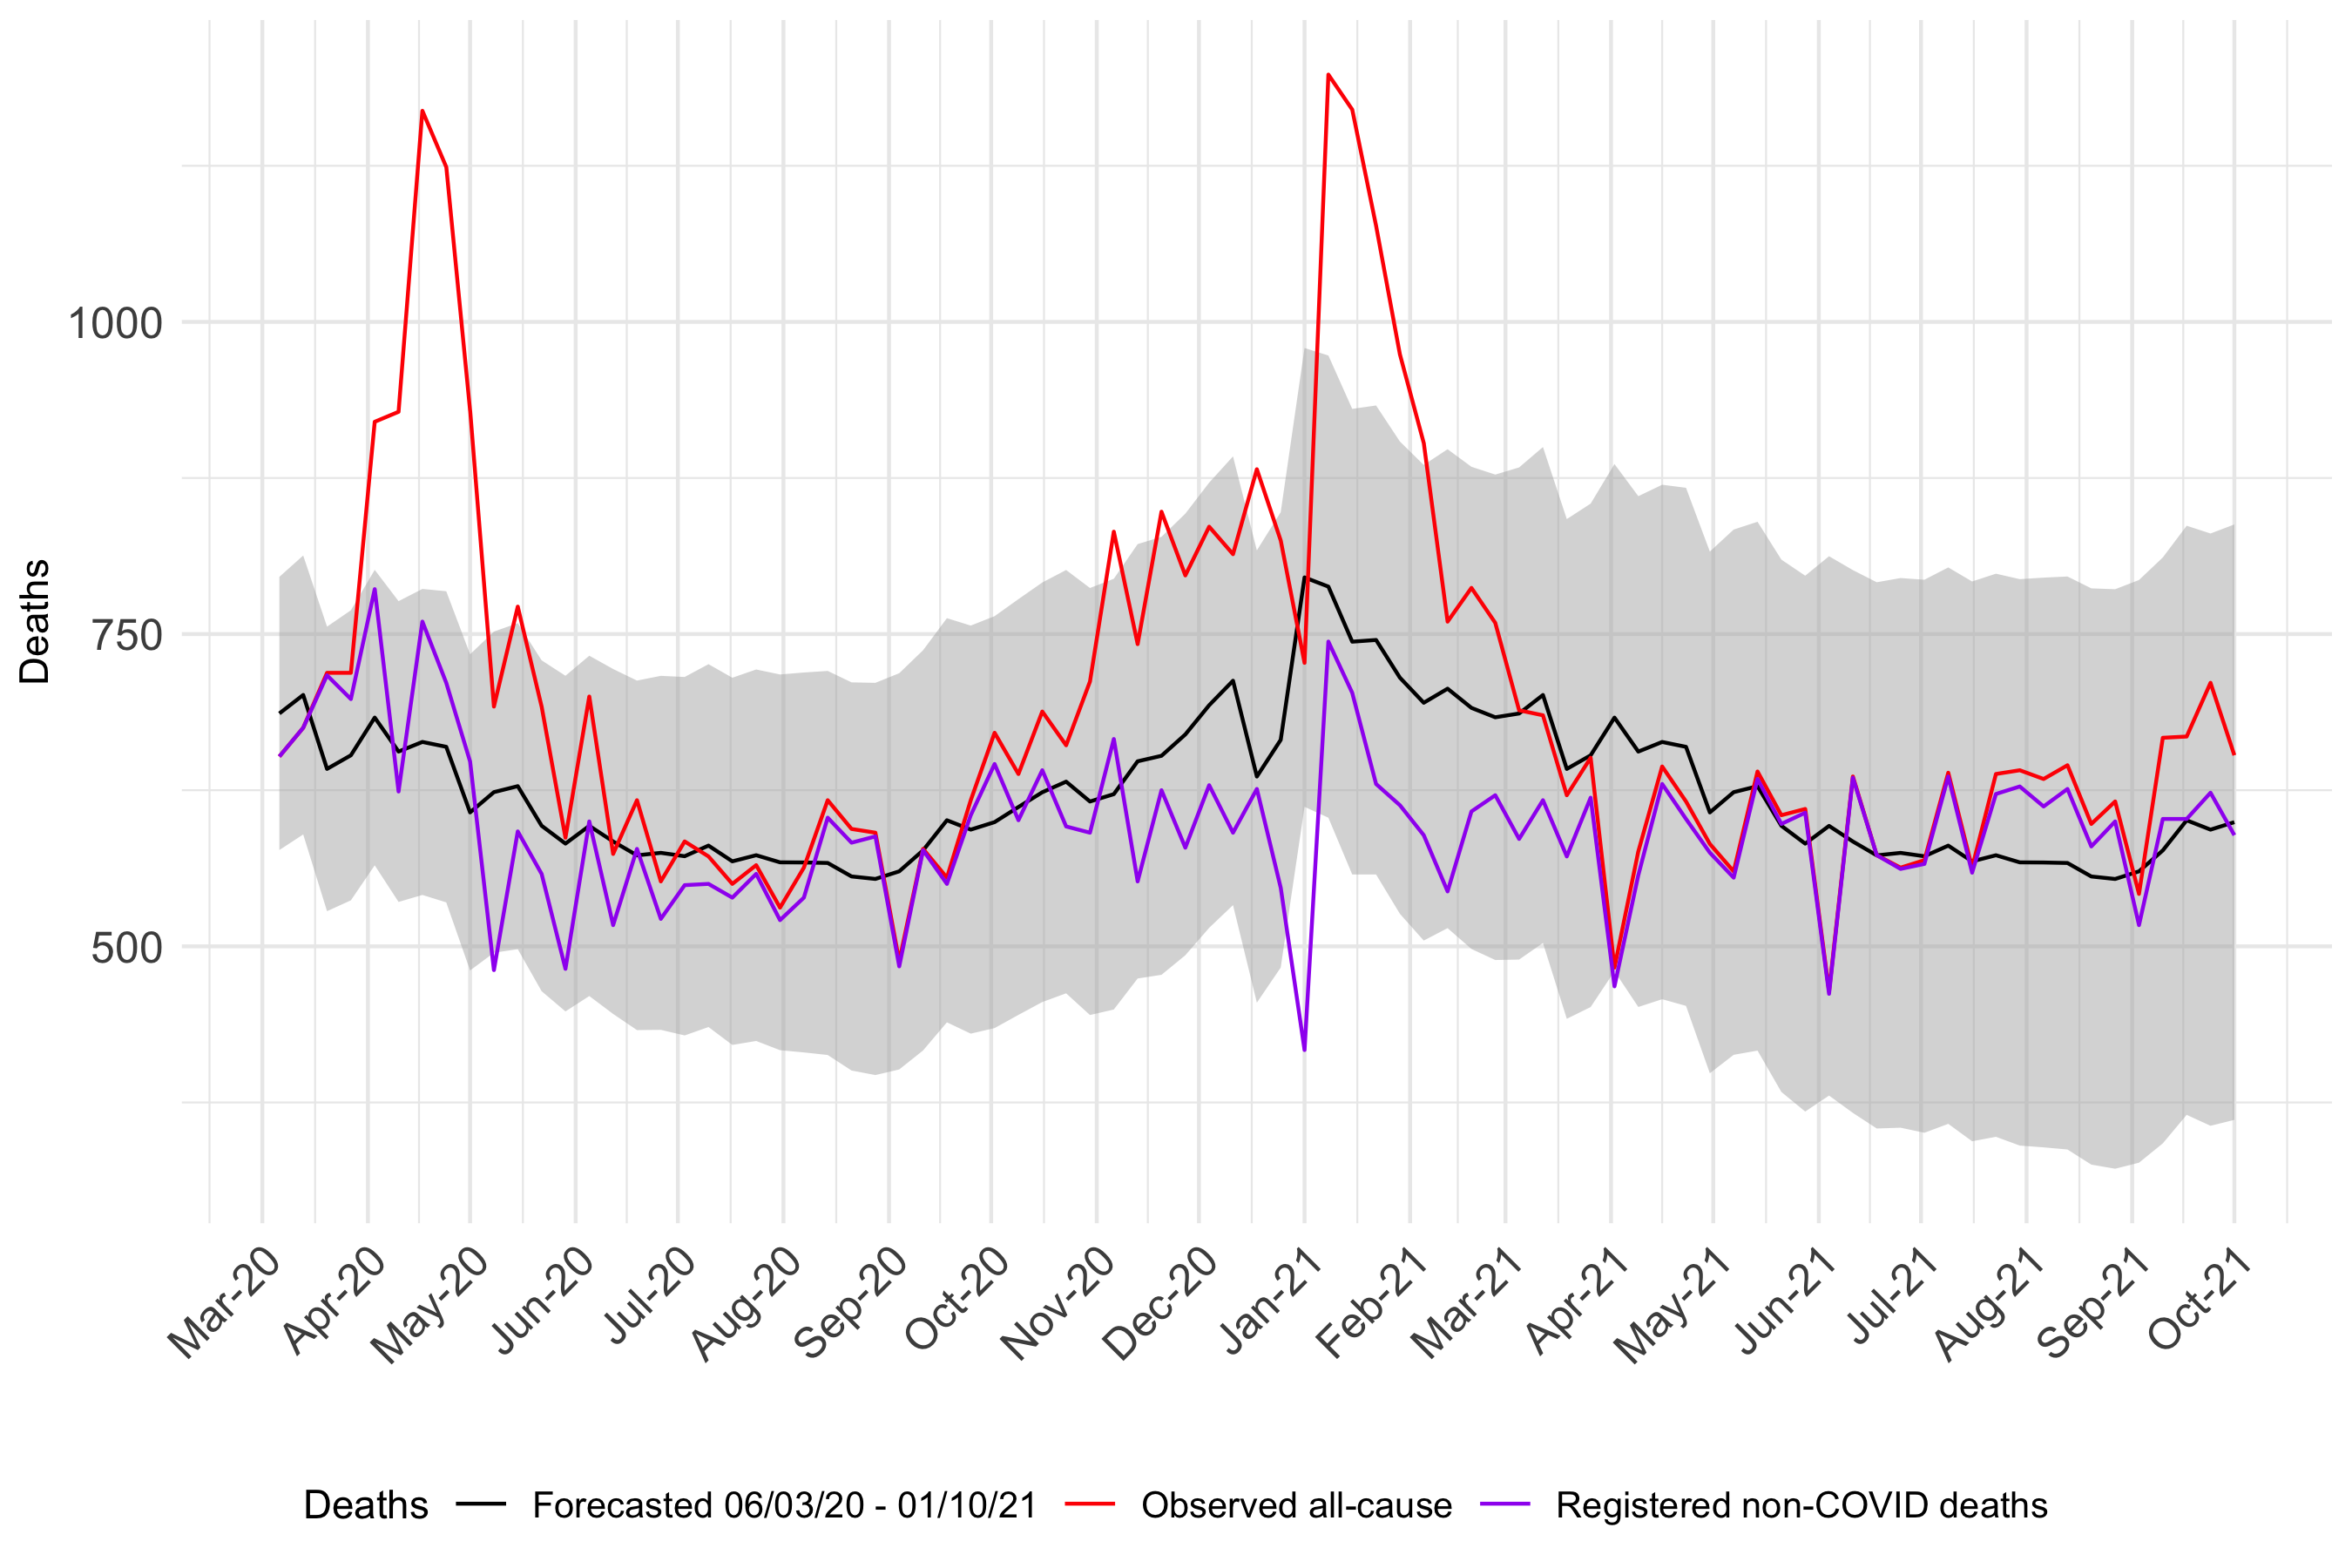 Deaths
1000
750
500
Mar-20
Apr-20
May-20
Jun-20
Jul-20
Aug-20
Sep-20
Oct-20
Nov-20
Dec-20
Jan-21
Feb-21
Mar-21
Apr-21
May-21
Jun-21
Jul-21
Aug-21
Sep-21
Oct-21
Deaths Forecasted 06/03/20 - 01/10/21 Observed all-cause Registered non-COVID deaths